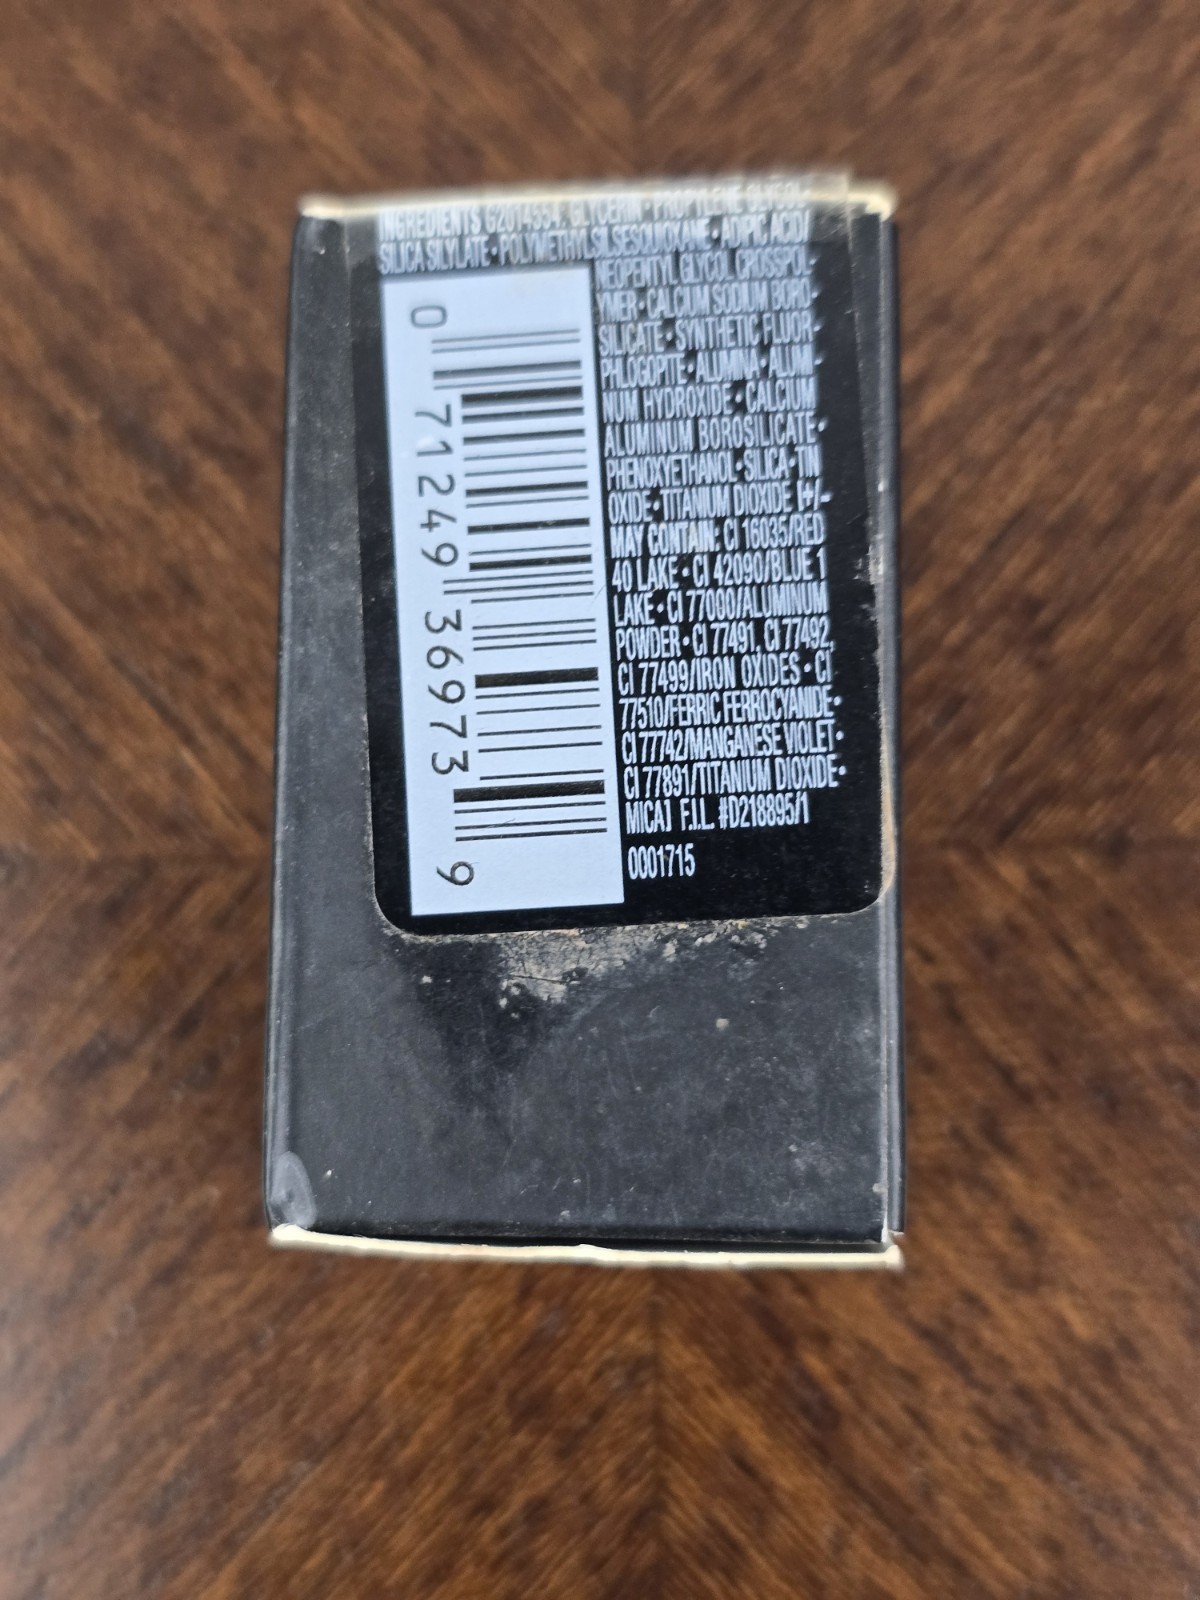 INGREDIENTS G2014554: GLYCERIN • PROPYLENE GLYCOL •
SILICA SILYLATE • POLYMETHYLSILSESQUIOXANE • ADIPIC ACID/
NEOPENTYL GLYCOL CROSSPOL-
YMER • CALCIUM SODIUM BORO-
SILICATE • SYNTHETIC FLUOR-
PHLOGOPITE • ALUMINA • ALUMI-
NUM HYDROXIDE • CALCIUM
ALUMINUM BOROSILICATE •
PHENOXYETHANOL • SILICA • TIN
OXIDE • TITANIUM DIOXIDE [+/-
MAY CONTAIN: CI 16035/RED
40 LAKE • CI 42090/BLUE 1
LAKE • CI 77000/ALUMINUM
POWDER • CI 77491, CI 77492,
CI 77499/IRON OXIDES • CI
77510/FERRIC FERROCYANIDE •
CI 77742/MANGANESE VIOLET •
CI 77891/TITANIUM DIOXIDE •
MICA] F.I.L. #D218895/1
0001715
0 71249 36973 9